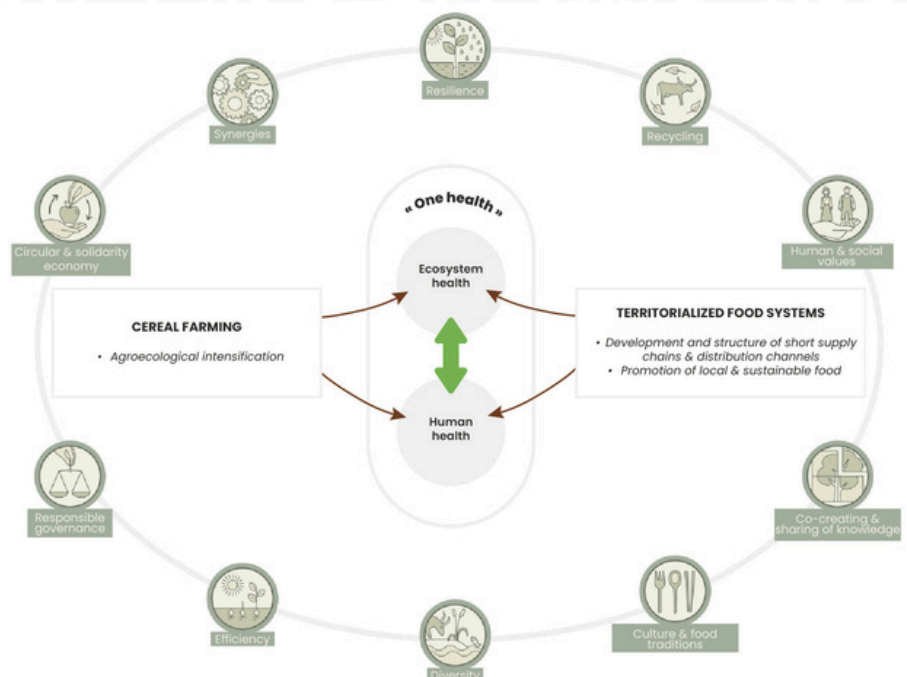 Resilience
Synergies
Recycling
Circular & solidarity
economy
Human & social
values
« One health »
Ecosystem
health
Human
health
CEREAL FARMING
• Agroecological intensification
TERRITORIALIZED FOOD SYSTEMS
• Development and structure of short supply
chains & distribution channels
• Promotion of local & sustainable food
Responsible
governance
Co-creating &
sharing of knowledge
Efficiency
Culture & food
traditions
Diversity